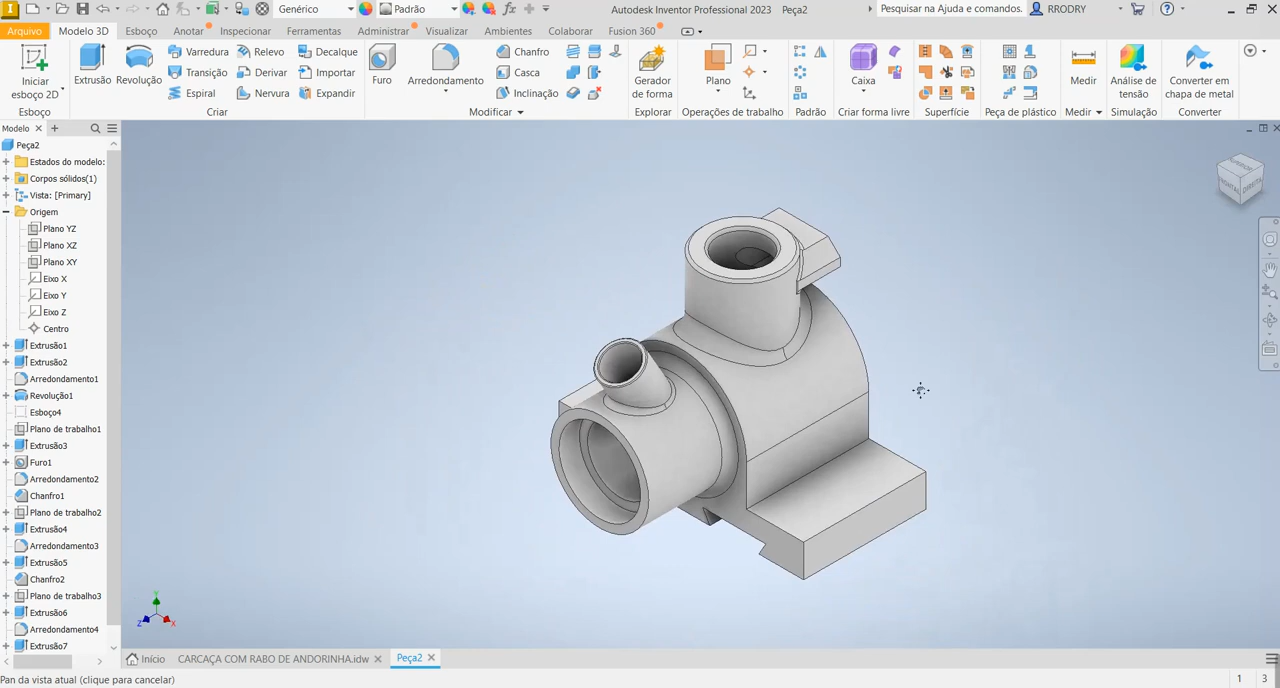 Genérico
Padrão
Autodesk Inventor Professional 2023 Peça2
Pesquisar na Ajuda e comandos.
RRODRY
Arquivo Modelo 3D Esboço Anotar Inspecionar Ferramentas Administrar Visualizar Ambientes Colaborar Fusion 360
Iniciar
esboço 2D
Esboço
Extrusão
Revolução
Varredura
Transição
Espiral
Relevo
Derivar
Nervura
Decalque
Importar
Expandir
Criar
Furo
Arredondamento
Chanfro
Casca
Inclinação
Modificar
Gerador
de forma
Explorar
Plano
Operações de trabalho
Padrão
Caixa
Criar forma livre
Superfície
Peça de plástico
Medir
Medir
Análise de
tensão
Simulação
Converter em
chapa de metal
Converter
Modelo
Peça2
Estados do modelo:
Corpos sólidos(1)
Vista: [Primary]
Origem
Plano YZ
Plano XZ
Plano XY
Eixo X
Eixo Y
Eixo Z
Centro
Extrusão1
Extrusão2
Arredondamento1
Revolução1
Esboço4
Plano de trabalho1
Extrusão3
Furo1
Arredondamento2
Chanfro1
Plano de trabalho2
Extrusão4
Arredondamento3
Extrusão5
Chanfro2
Plano de trabalho3
Extrusão6
Arredondamento4
Extrusão7
SUPERIOR
FRONTAL
DIREITA
Y
Z
X
Início CARCAÇA COM RABO DE ANDORINHA.idw Peça2
Pan da vista atual (clique para cancelar)
1 3